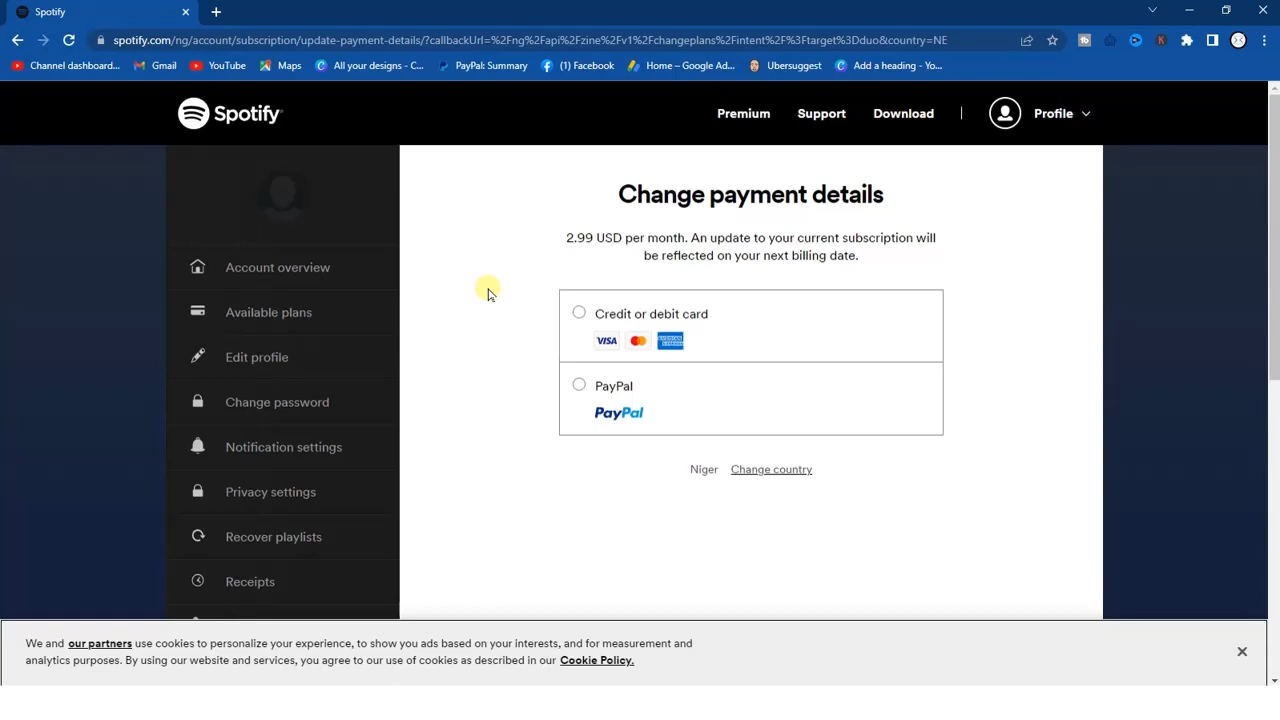 Spotify
spotify.com/ng/account/subscription/update-payment-details/?callbackUrl=%2Fng%2Fapi%2Fzine%2Fv1%2Fchangeplans%2Fintent%2F%3Ftarget%3Dduo&country=NE
Channel dashboard...
Gmail
YouTube
Maps
All your designs - C...
PayPal: Summary
(1) Facebook
Home – Google Ad...
Ubersuggest
Add a heading - Yo...
Spotify
Premium
Support
Download
Profile
Change payment details
2.99 USD per month. An update to your current subscription will
be reflected on your next billing date.
Credit or debit card
VISA
PayPal
PayPal
Niger Change country
Account overview
Available plans
Edit profile
Change password
Notification settings
Privacy settings
Recover playlists
Receipts
We and our partners use cookies to personalize your experience, to show you ads based on your interests, and for measurement and
analytics purposes. By using our website and services, you agree to our use of cookies as described in our Cookie Policy.